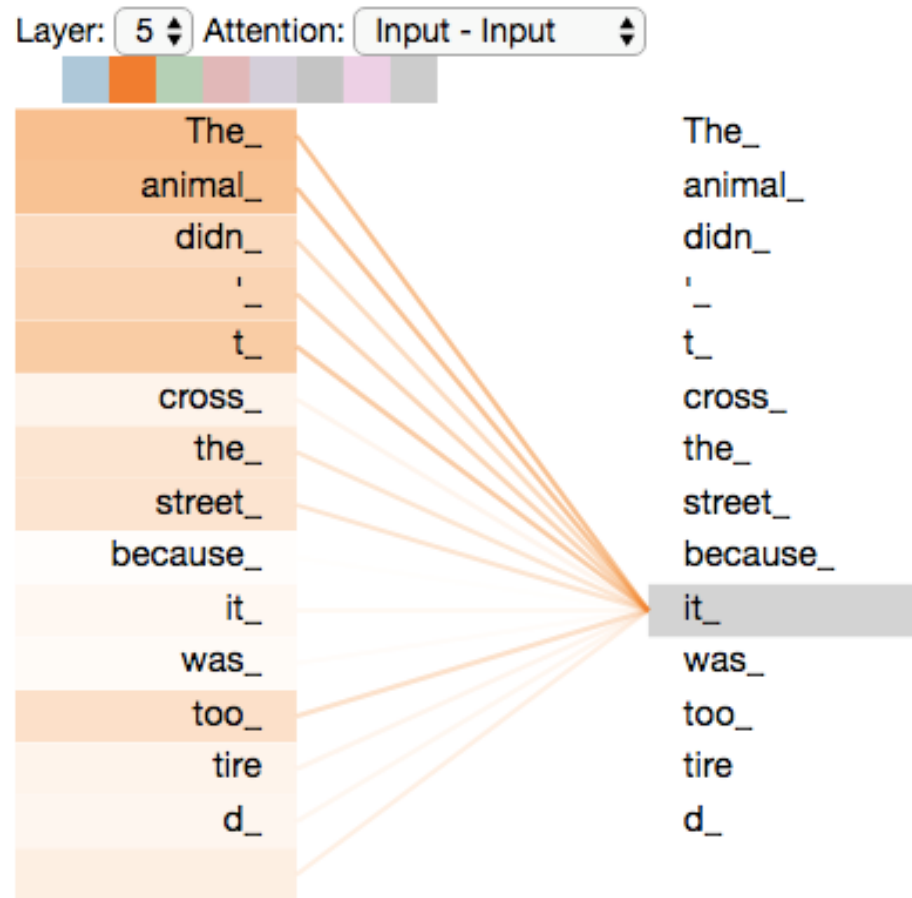 Layer: 5 Attention: Input - Input
The_ The_
animal_ animal_
didn_ didn_
'_ '_
t_ t_
cross_ cross_
the_ the_
street_ street_
because_ because_
it_ it_
was_ was_
too_ too_
tire tire
d_ d_